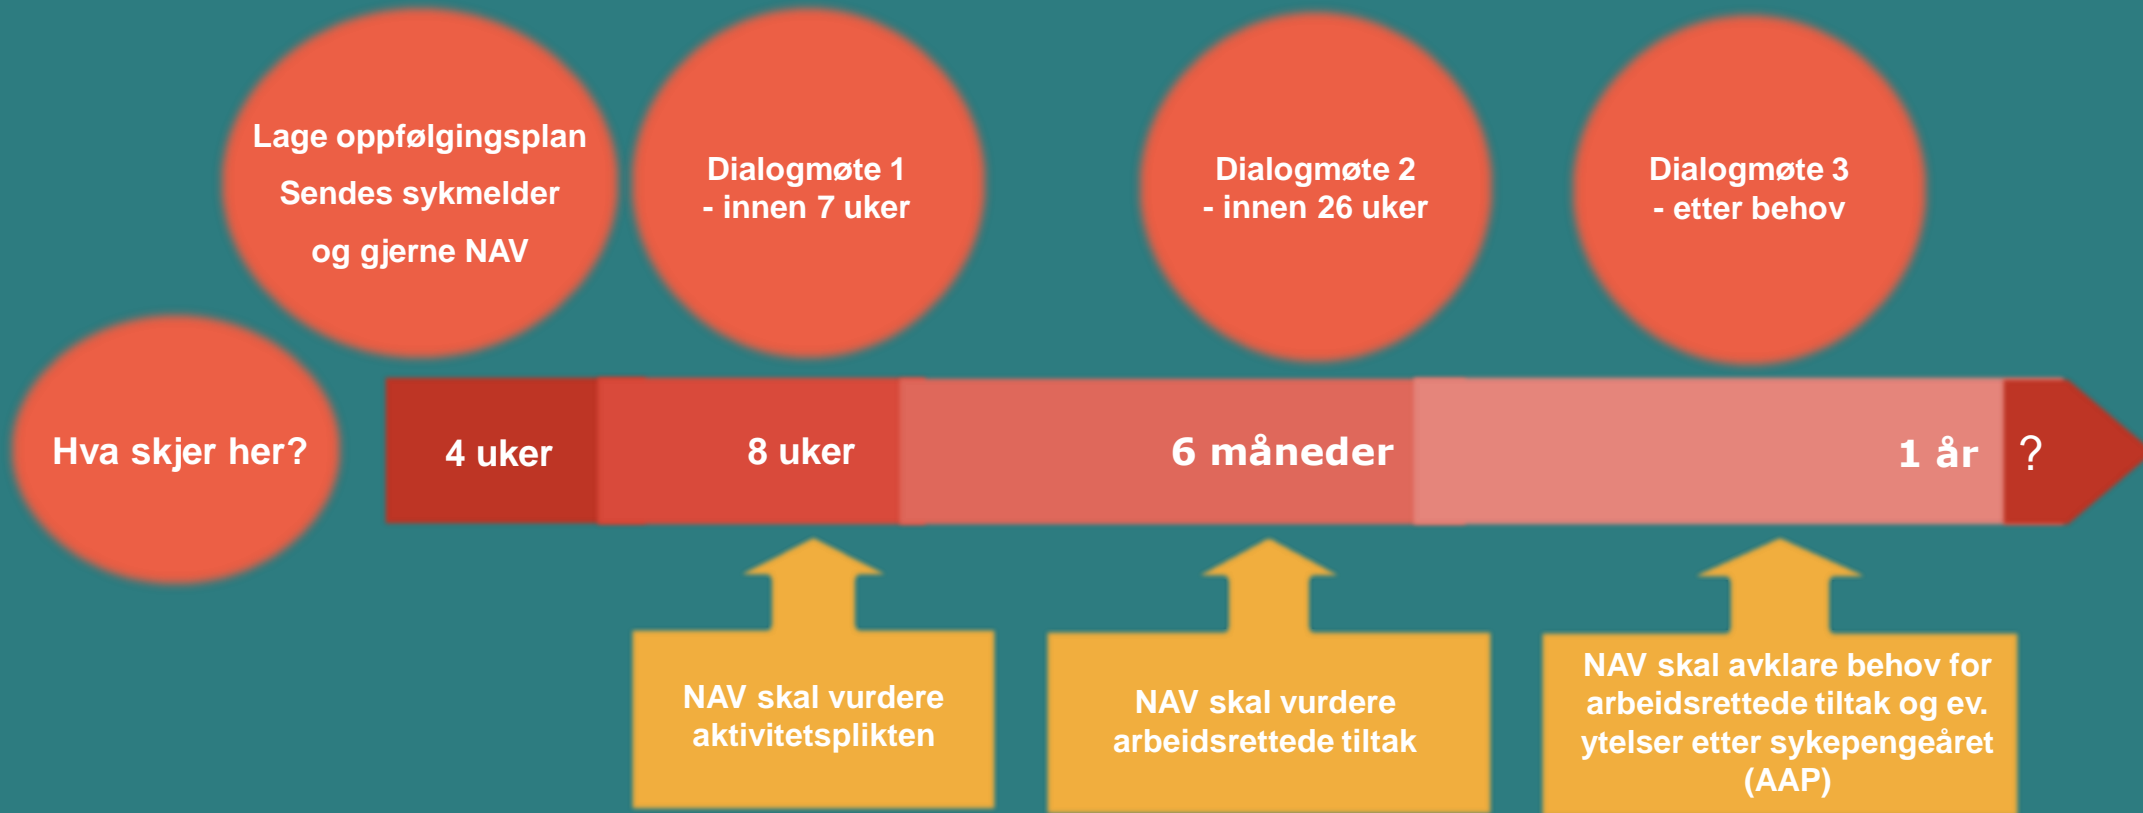 Lage oppfølgingsplan
Sendes sykmelder
og gjerne NAV
Dialogmøte 1
- innen 7 uker
Dialogmøte 2
- innen 26 uker
Dialogmøte 3
- etter behov
Hva skjer her?
4 uker
8 uker
6 måneder
1 år
?
NAV skal vurdere
aktivitetsplikten
NAV skal vurdere
arbeidsrettede tiltak
NAV skal avklare behov for
arbeidsrettede tiltak og ev.
ytelser etter sykepengeåret
(AAP)